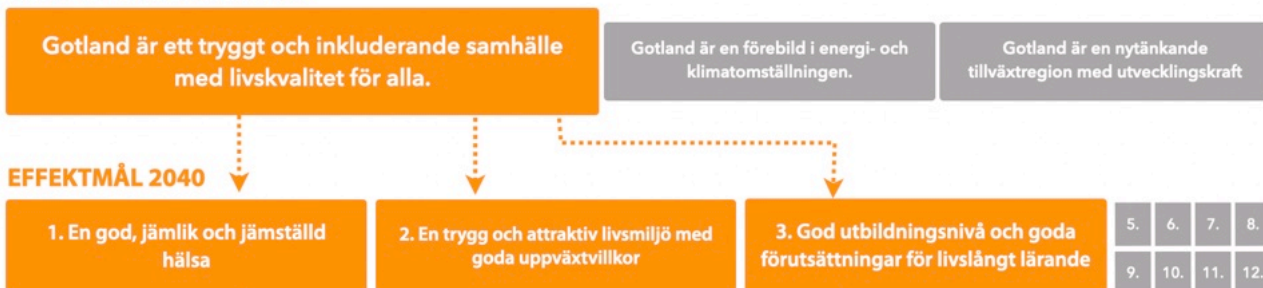 Gotland är ett tryggt och inkluderande samhälle
med livskvalitet för alla.
Gotland är en förebild i energi- och
klimatomställningen.
Gotland är en nytänkande
tillväxtregion med utvecklingskraft
EFFEKTMÅL 2040
1. En god, jämlik och jämställd
hälsa
2. En trygg och attraktiv livsmiljö med
goda uppväxtvillkor
3. God utbildningsnivå och goda
förutsättningar för livslångt lärande
5. 6. 7. 8.
9. 10. 11. 12.